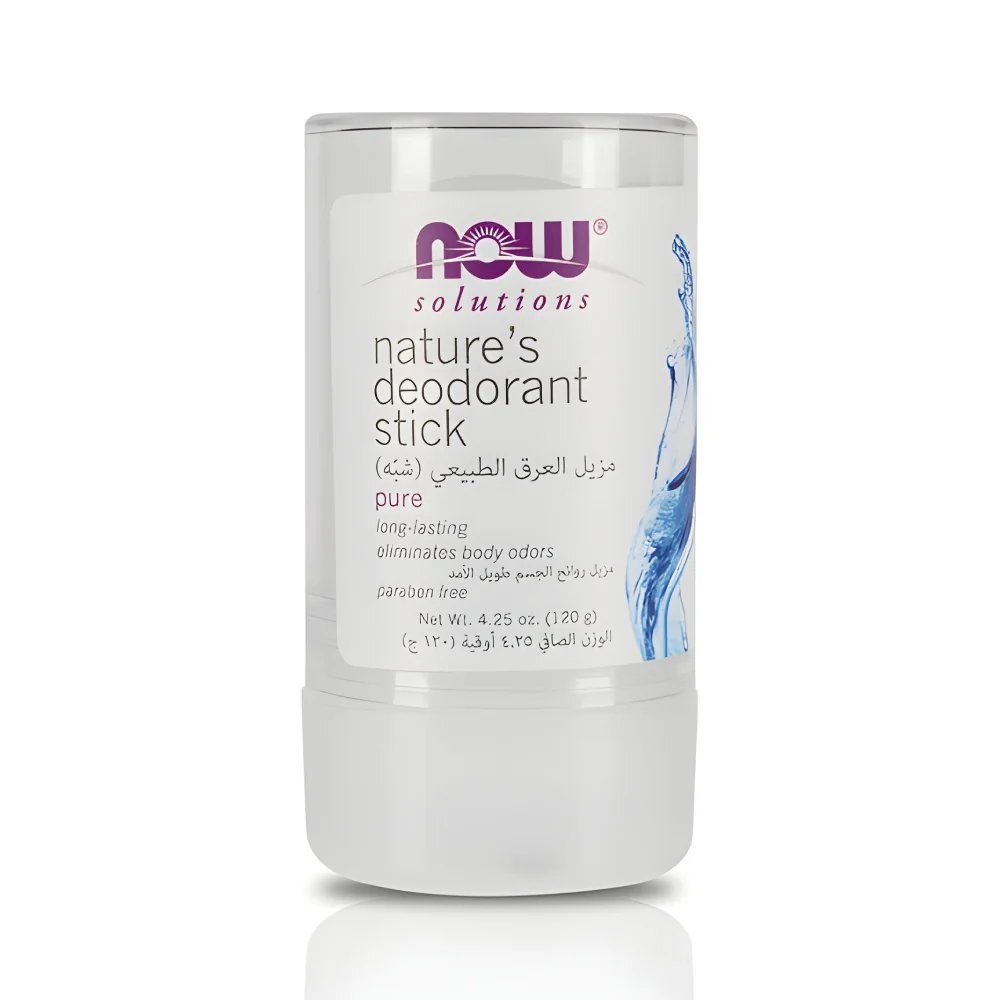 now®
solutions
nature's
deodorant
stick
مزيل العرق الطبيعي (شبّه)
pure
long-lasting
eliminates body odors
مزيل روائح الجسم طويل الأمد
paraben free
Net Wt. 4.25 oz. (120 g)
الوزن الصافي ٤.٢٥ أوقية (١٢٠ ج)